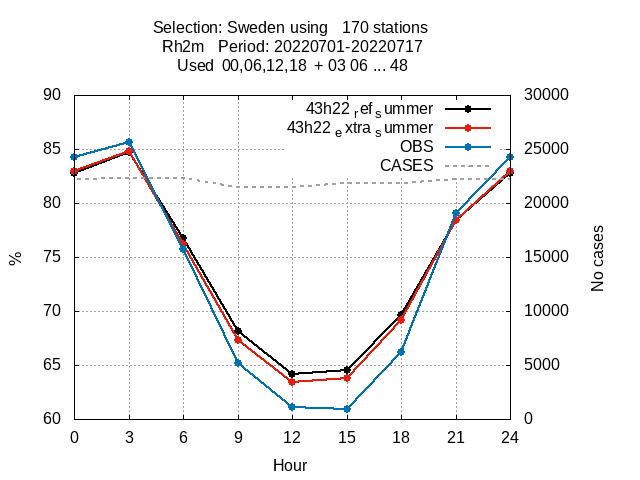 Selection: Sweden using 170 stations
Rh2m Period: 20220701-20220717
Used 00,06,12,18 + 03 06 ... 48
90 30000
43h22 ref summer
43h22 extra summer
85 OBS 25000
CASES
80 20000
75 15000
% No cases
70 10000
65 5000
60 0
0 3 6 9 12 15 18 21 24
Hour